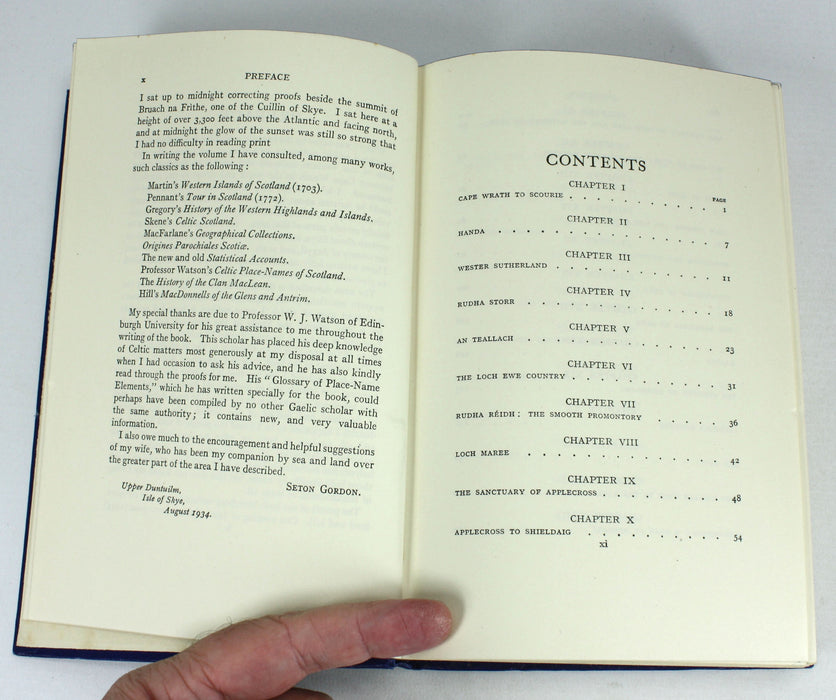 x PREFACE
I sat up to midnight correcting proofs beside the summit of
Bruach na Frithe, one of the Cuillin of Skye. I sat here at a
height of over 3,300 feet above the Atlantic and facing north,
and at midnight the glow of the sunset was still so strong that
I had no difficulty in reading print
In writing the volume I have consulted, among many works,
such classics as the following :
Martin's Western Islands of Scotland (1703).
Pennant's Tour in Scotland (1772).
Gregory's History of the Western Highlands and Islands.
Skene's Celtic Scotland.
MacFarlane's Geographical Collections.
Origines Parochiales Scotiæ.
The new and old Statistical Accounts.
Professor Watson's Celtic Place-Names of Scotland.
The History of the Clan MacLean.
Hill's MacDonnells of the Glens and Antrim.
My special thanks are due to Professor W. J. Watson of Edin-
burgh University for his great assistance to me throughout the
writing of the book. This scholar has placed his deep knowledge
of Celtic matters most generously at my disposal at all times
when I had occasion to ask his advice, and he has also kindly
read through the proofs for me. His " Glossary of Place-Name
Elements," which he has written specially for the book, could
perhaps have been compiled by no other Gaelic scholar with
the same authority ; it contains new, and very valuable
information.
I also owe much to the encouragement and helpful suggestions
of my wife, who has been my companion by sea and land over
the greater part of the area I have described.
SETON GORDON.
Upper Duntuilm,
Isle of Skye,
August 1934.
CONTENTS
CHAPTER I
PAGE
CAPE WRATH TO SCOURIE . . . . . . . . . . . 1
CHAPTER II
HANDA . . . . . . . . . . . . . . . 7
CHAPTER III
WESTER SUTHERLAND . . . . . . . . . . . 11
CHAPTER IV
RUDHA STORR . . . . . . . . . . . . . 18
CHAPTER V
AN TEALLACH . . . . . . . . . . . . . 23
CHAPTER VI
THE LOCH EWE COUNTRY . . . . . . . . . . . 31
CHAPTER VII
RUDHA RÉIDH : THE SMOOTH PROMONTORY . . . . . . 36
CHAPTER VIII
LOCH MAREE . . . . . . . . . . . . . 42
CHAPTER IX
THE SANCTUARY OF APPLECROSS . . . . . . . . . 48
CHAPTER X
APPLECROSS TO SHIELDAIG . . . . . . . . . 54
xi